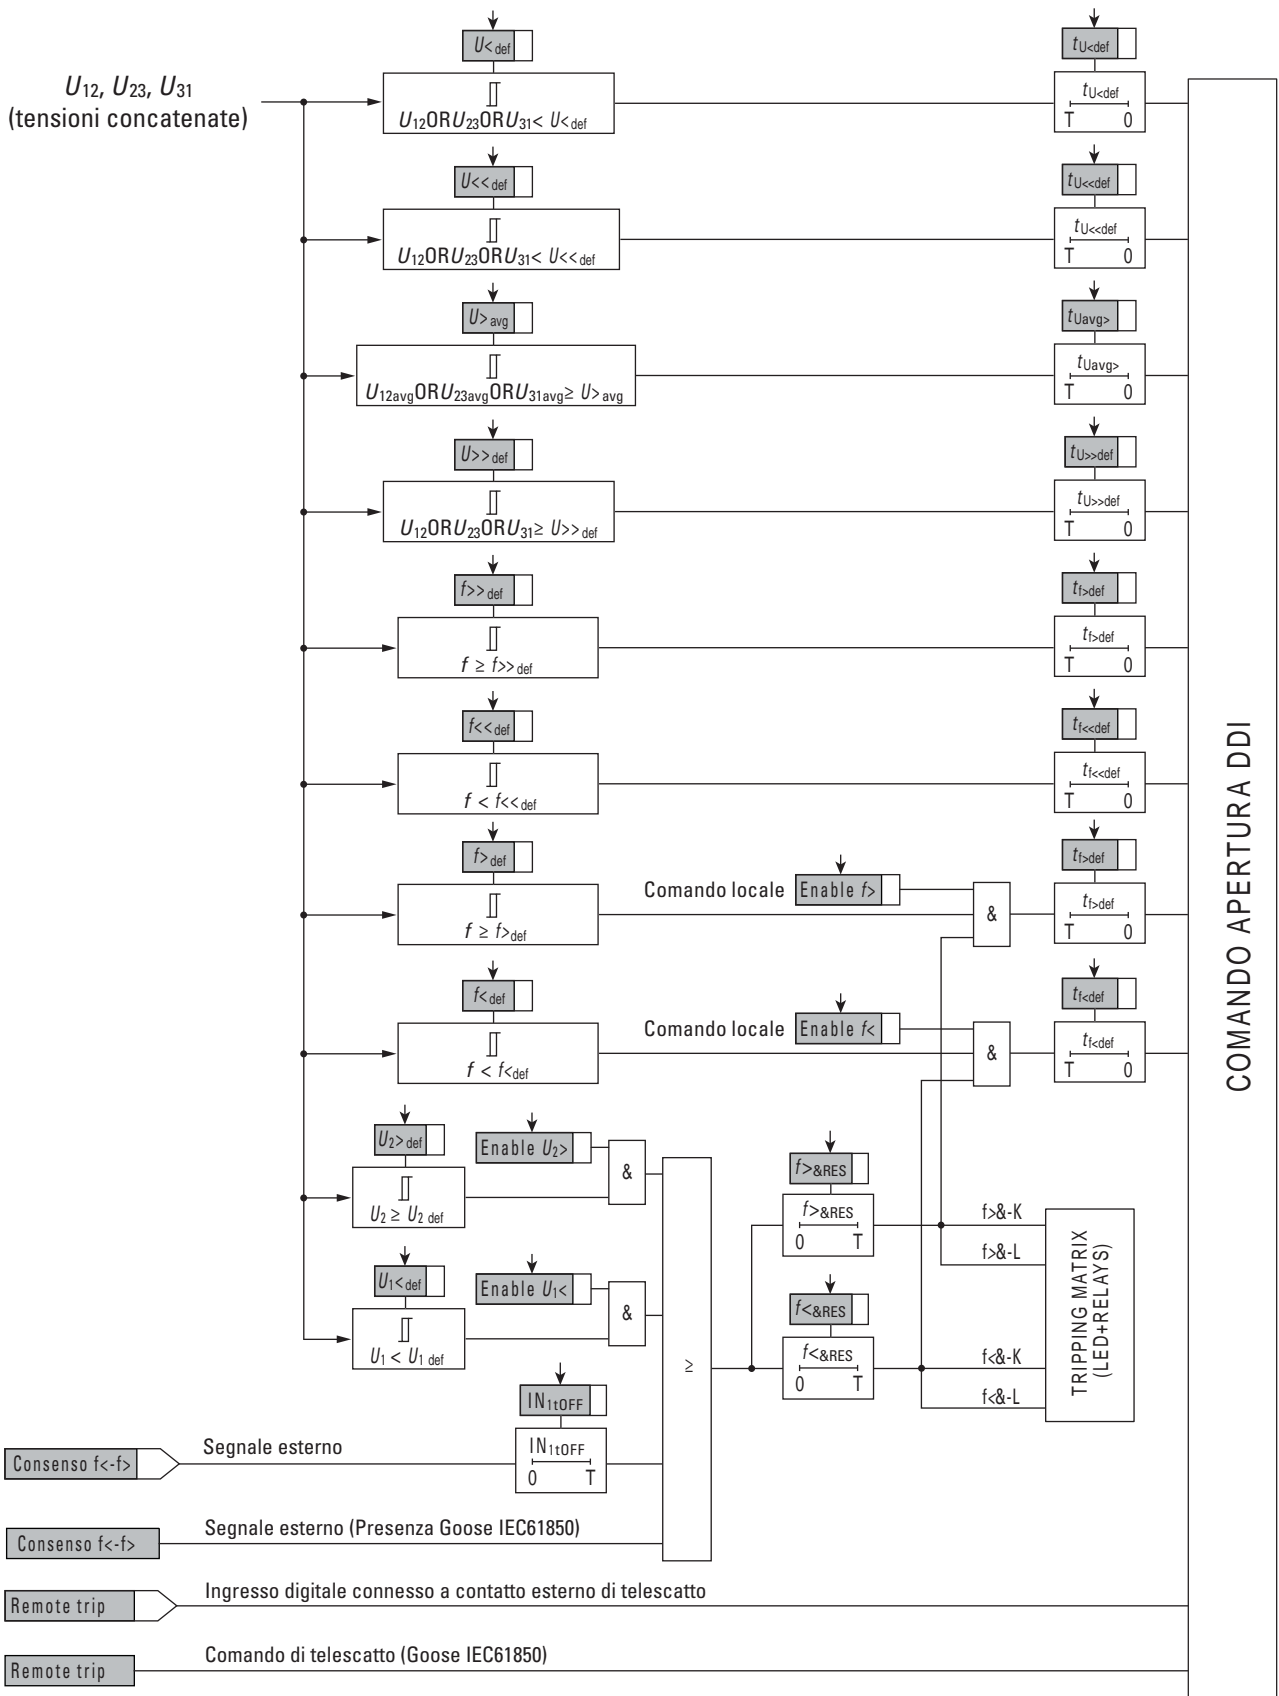 U<def
tU<def
U12, U23, U31
(tensioni concatenate)
U12ORU23ORU31< U<def
tU<def
T 0
U<<def
tU<<def
U12ORU23ORU31< U<<def
tU<<def
T 0
U>avg
tUavg>
U12avgORU23avgORU31avg≥ U>avg
tUavg>
T 0
U>>def
tU>>def
U12ORU23ORU31≥ U>>def
tU>>def
T 0
f>>def
tf>def
f ≥ f>>def
tf>def
T 0
f<<def
tf<<def
f < f<<def
tf<<def
T 0
f>def
tf>def
Comando locale Enable f>
&
f ≥ f>def
tf>def
T 0
f<def
tf<def
Comando locale Enable f<
&
f < f<def
tf<def
T 0
COMANDO APERTURA DDI
U2>def
Enable U2>
&
U2 ≥ U2 def
U1<def
Enable U1<
&
U1 < U1 def
≥
f>&RES
f>&RES
0 T
f<&RES
f<&RES
0 T
f>&-K
f>&-L
f<&-K
f<&-L
TRIPPING MATRIX
(LED+RELAYS)
IN1tOFF
IN1tOFF
0 T
Consenso f<-f>
Segnale esterno
Consenso f<-f>
Segnale esterno (Presenza Goose IEC61850)
Remote trip
Ingresso digitale connesso a contatto esterno di telescatto
Remote trip
Comando di telescatto (Goose IEC61850)